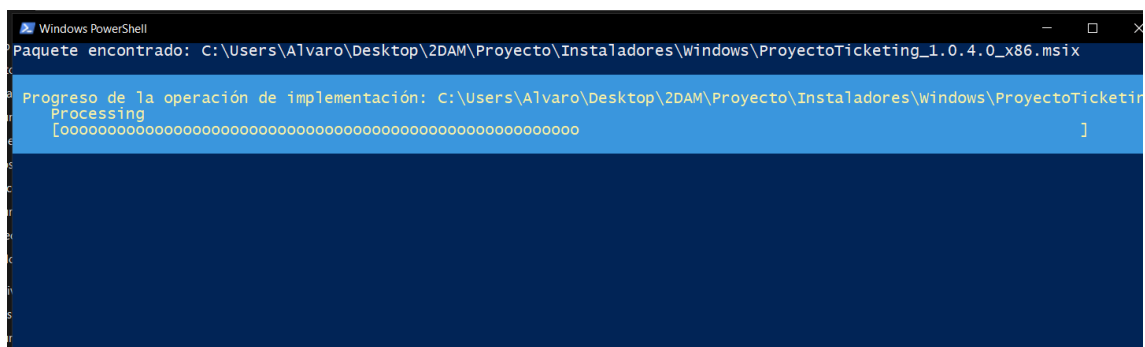 Windows PowerShell
Paquete encontrado: C:\Users\Alvaro\Desktop\2DAM\Proyecto\Instaladores\Windows\ProyectoTicketing_1.0.4.0_x86.msix
Progreso de la operación de implementación: C:\Users\Alvaro\Desktop\2DAM\Proyecto\Instaladores\Windows\ProyectoTicketin
Processing
[ooooooooooooooooooooooooooooooooooooooooooooooooooooooo ]